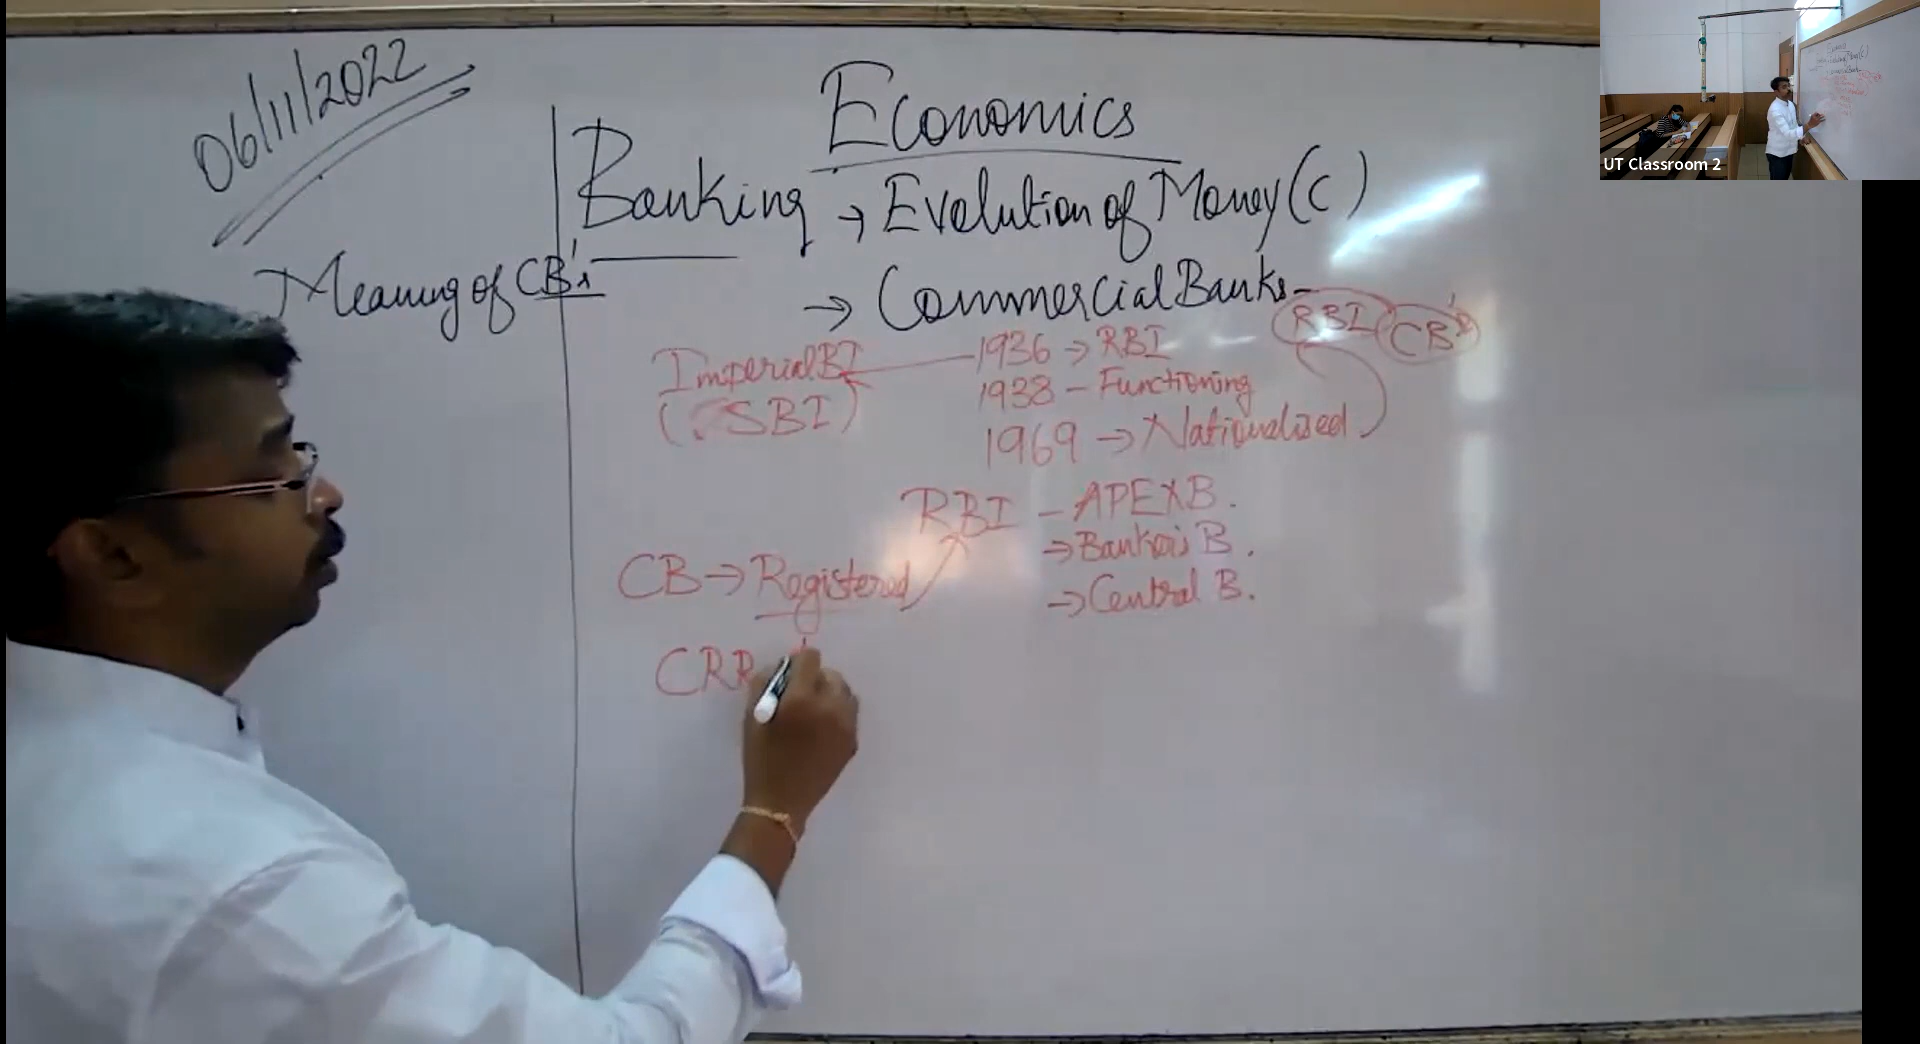 06/11/2022
Economics
Banking → Evolution of Money (C)
Meaning of CB's
→ Commercial Banks -
RBI CB's
Imperial BI
(SBI)
1936 → RBI
1938 - Functioning
1969 → Nationalised
RBI - APEX B.
→ Banker's B.
→ Central B.
CB → Registered
CRR
UT Classroom 2